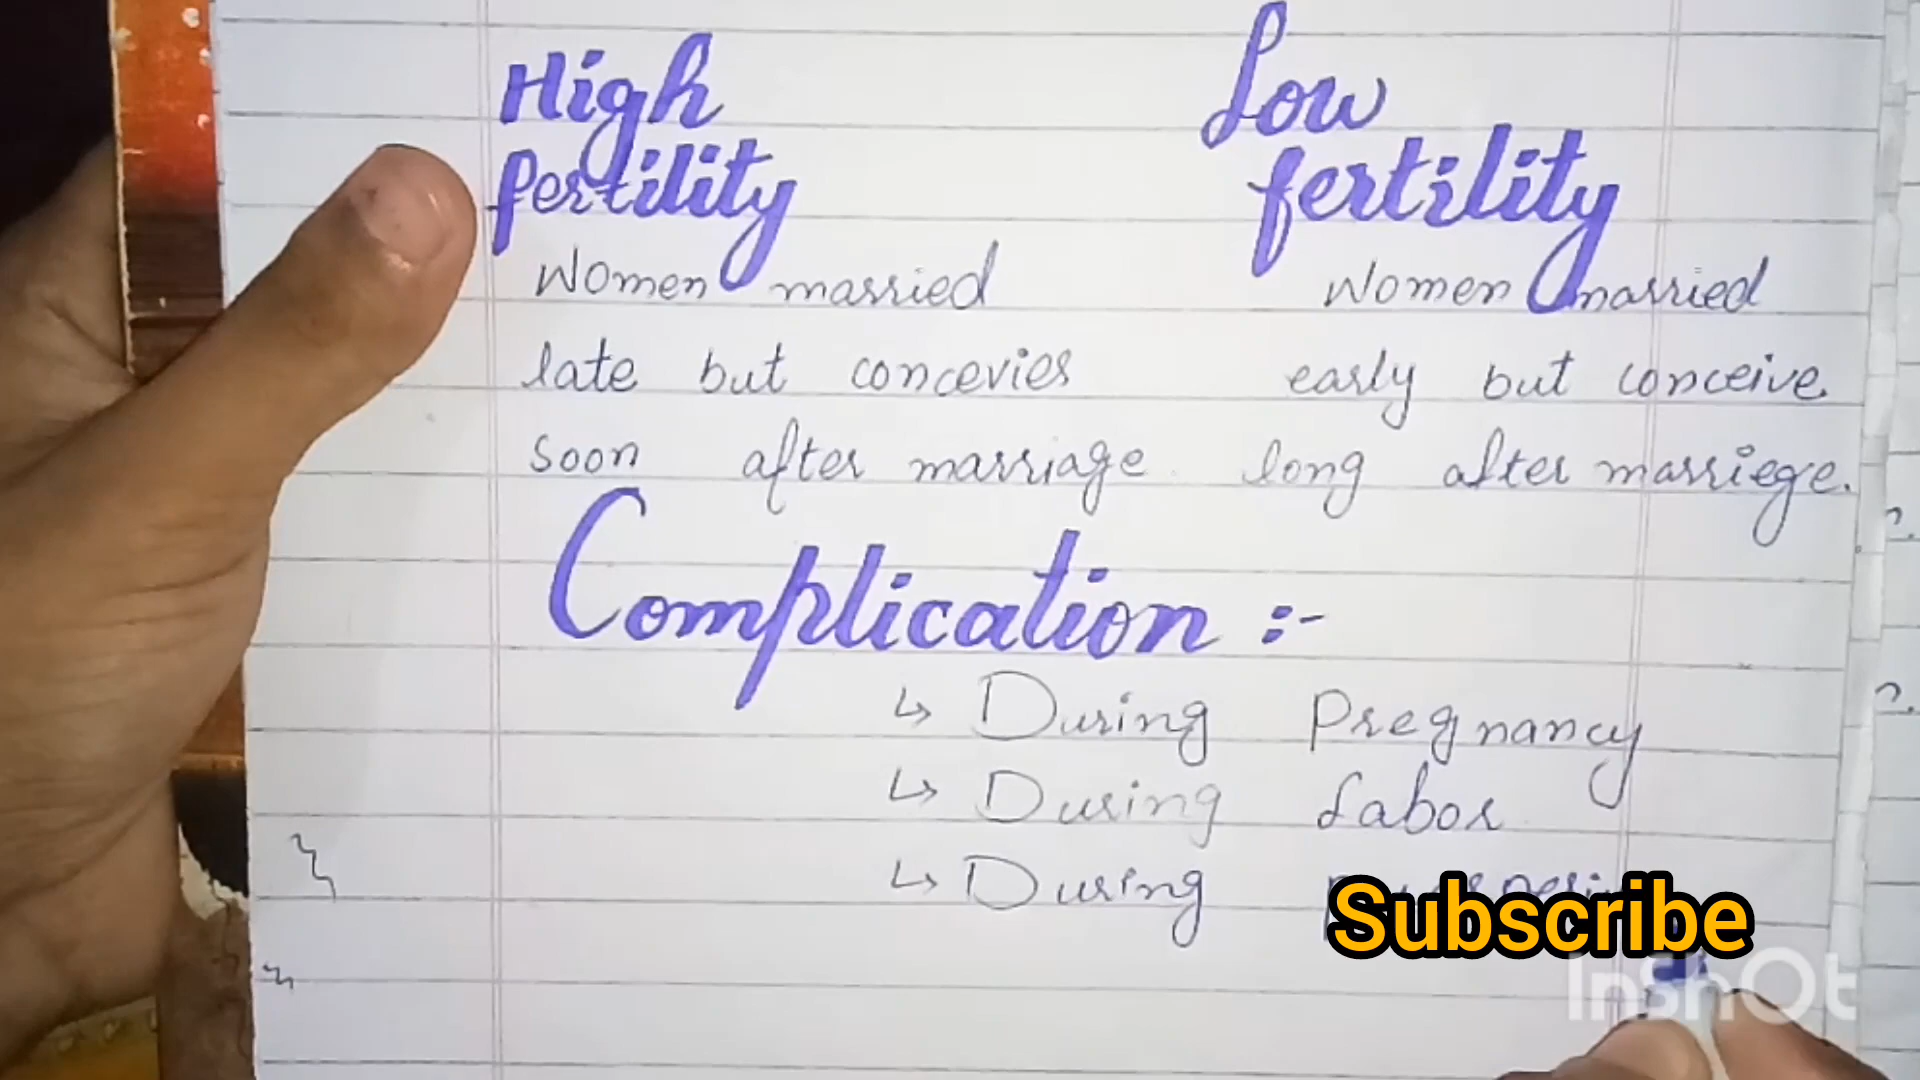 High
fertility
Women married
late but concevies
soon after marriage.
Low
fertility
Women married
early but conceive
long after marriege.
Complication :-
↳ During Pregnancy
↳ During Labor
↳ During
Subscribe
InShOt